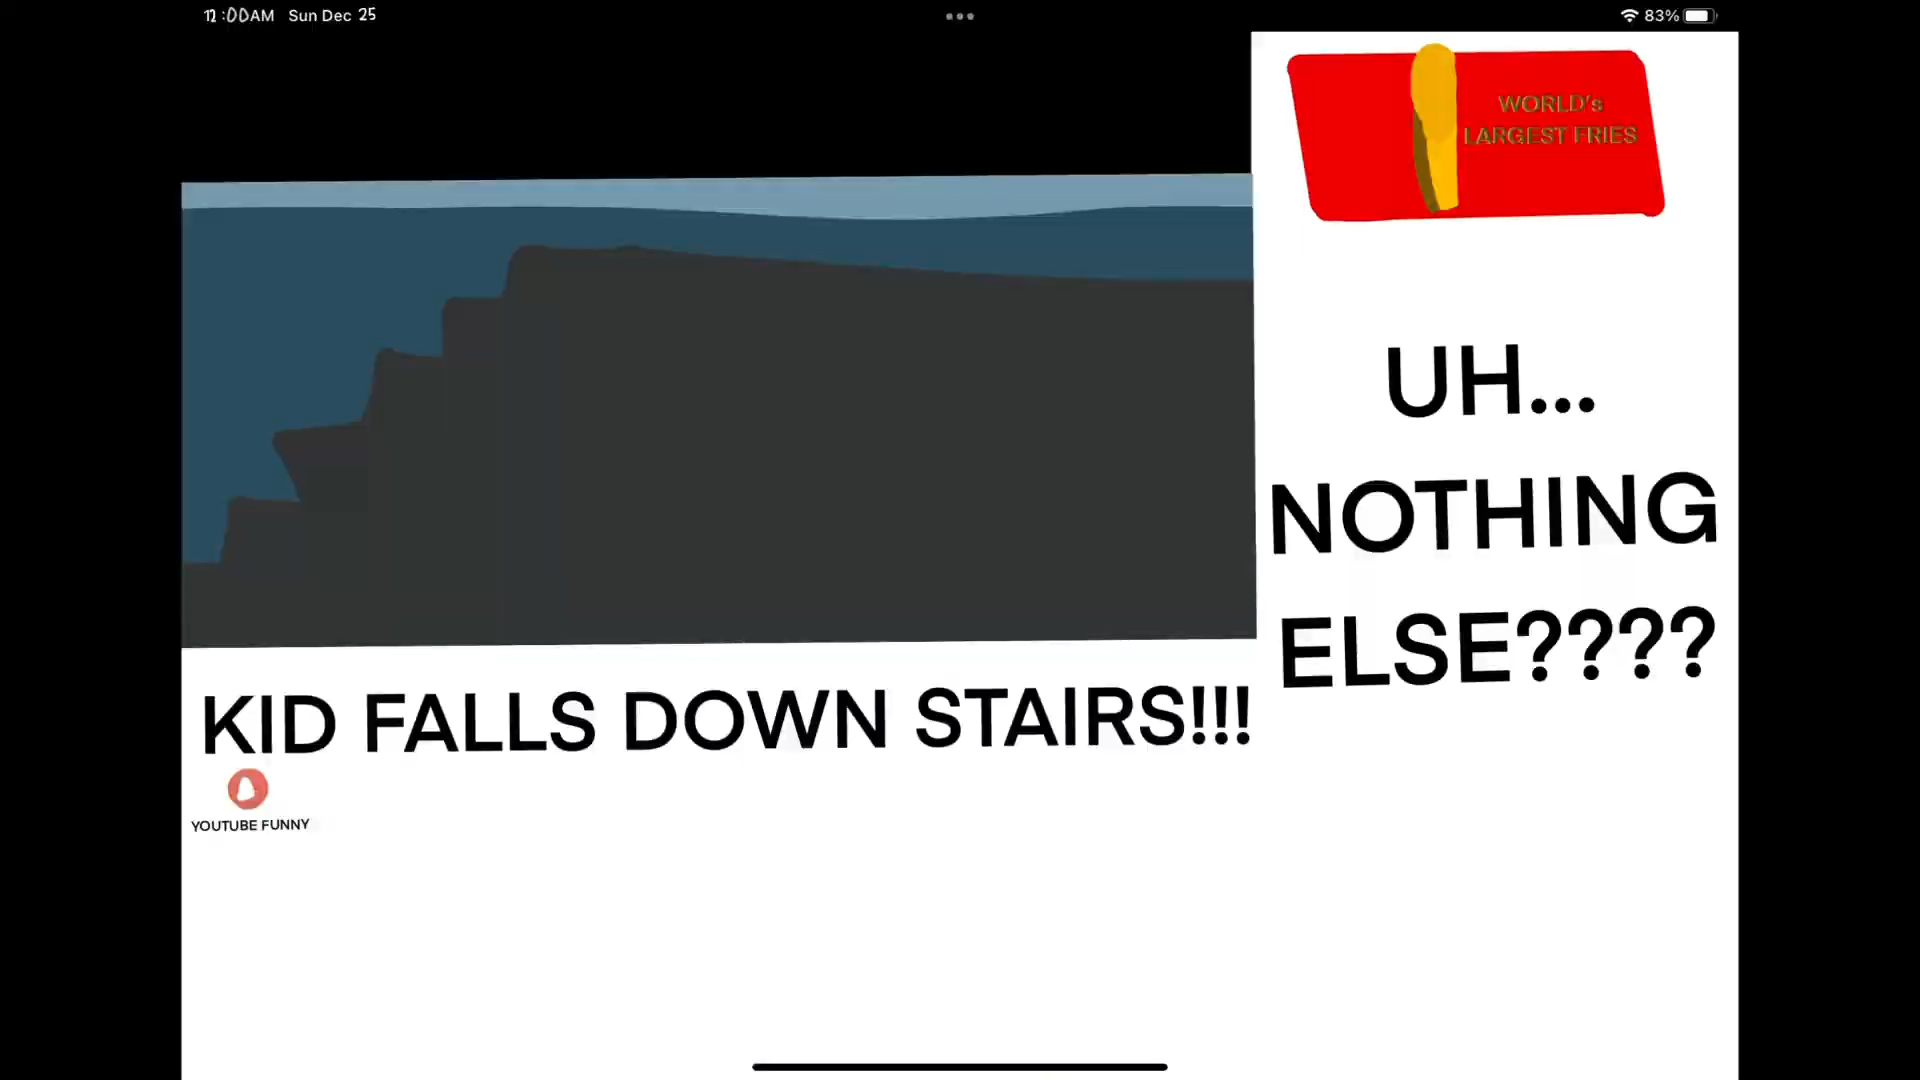 12:00AM Sun Dec 25
83%
WORLD's
LARGEST FRIES
UH...
NOTHING
ELSE????
KID FALLS DOWN STAIRS!!!
YOUTUBE FUNNY